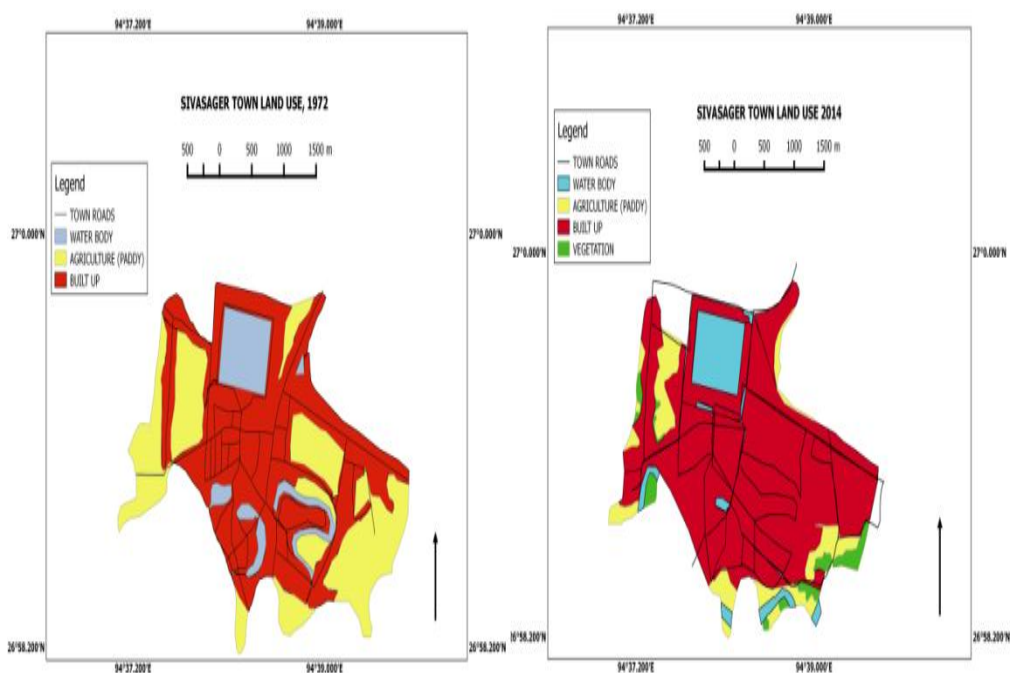 94°37.200'E 94°39.000'E
SIVASAGER TOWN LAND USE, 1972
500 0 500 1000 1500 m
Legend
TOWN ROADS
WATER BODY
AGRICULTURE (PADDY)
BUILT UP
27°0.000'N 27°0.000'N
26°58.200'N 26°58.200'N
94°37.200'E 94°39.000'E
94°37.200'E 94°39.000'E
SIVASAGER TOWN LAND USE 2014
500 0 500 1000 1500 m
Legend
TOWN ROADS
WATER BODY
AGRICULTURE (PADDY)
BUILT UP
VEGETATION
27°0.000'N 27°0.000'N
26°58.200'N 26°58.200'N
94°37.200'E 94°39.000'E